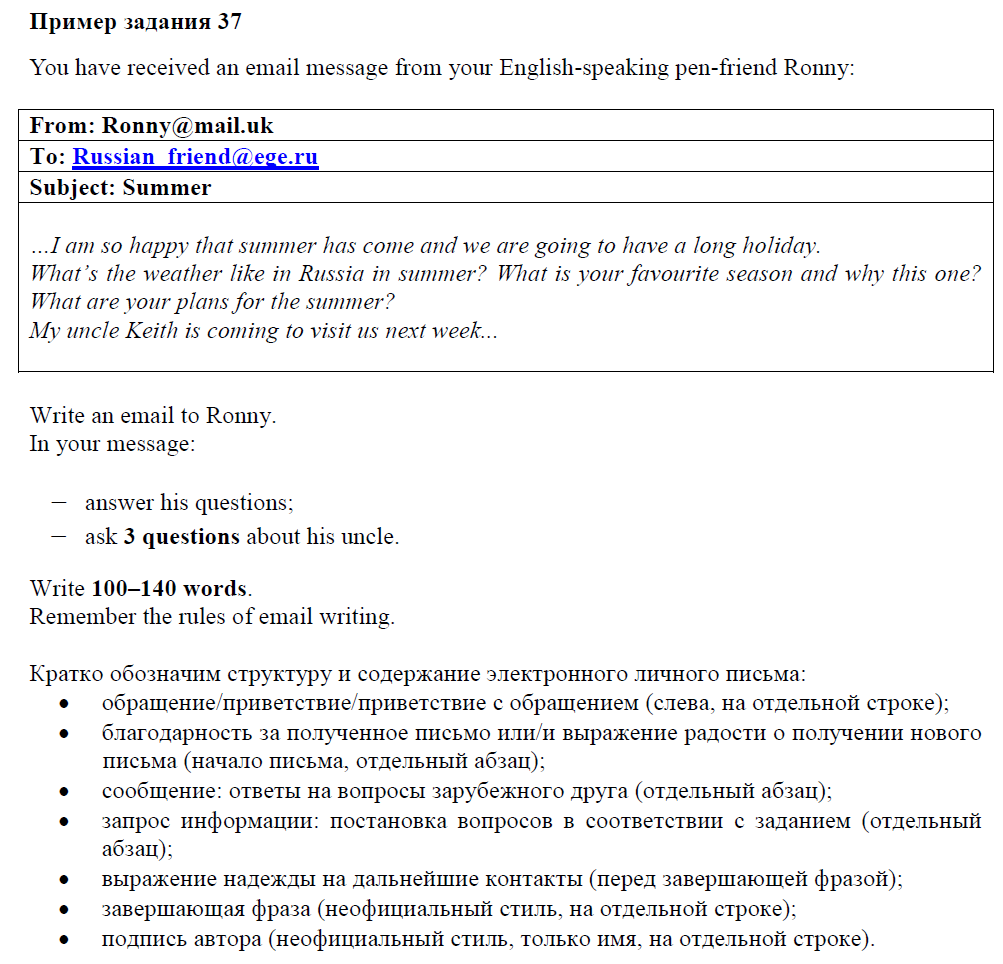 Пример задания 37
You have received an email message from your English-speaking pen-friend Ronny:
From: Ronny@mail.uk
To: Russian_friend@ege.ru
Subject: Summer
…I am so happy that summer has come and we are going to have a long holiday.
What’s the weather like in Russia in summer? What is your favourite season and why this one?
What are your plans for the summer?
My uncle Keith is coming to visit us next week...
Write an email to Ronny.
In your message:
− answer his questions;
− ask 3 questions about his uncle.
Write 100–140 words.
Remember the rules of email writing.
Кратко обозначим структуру и содержание электронного личного письма:
• обращение/приветствие/приветствие с обращением (слева, на отдельной строке);
• благодарность за полученное письмо или/и выражение радости о получении нового
письма (начало письма, отдельный абзац);
• сообщение: ответы на вопросы зарубежного друга (отдельный абзац);
• запрос информации: постановка вопросов в соответствии с заданием (отдельный
абзац);
• выражение надежды на дальнейшие контакты (перед завершающей фразой);
• завершающая фраза (неофициальный стиль, на отдельной строке);
• подпись автора (неофициальный стиль, только имя, на отдельной строке).